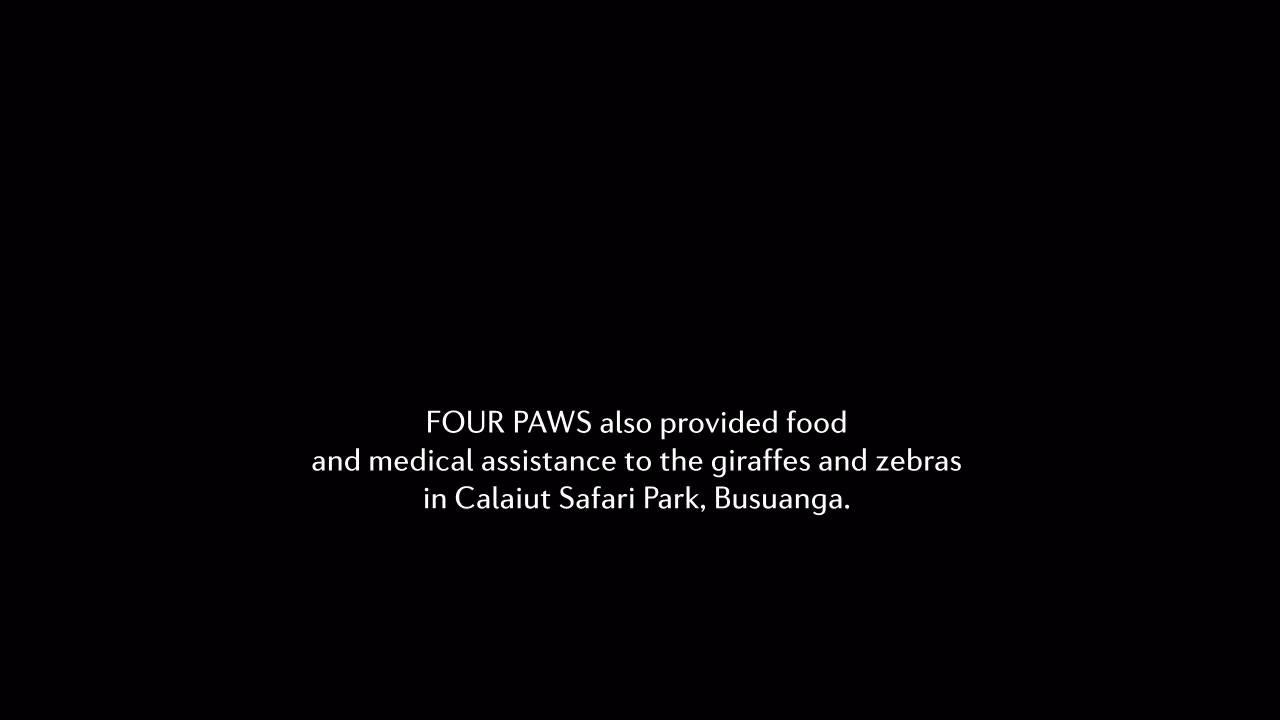 FOUR PAWS also provided food
and medical assistance to the giraffes and zebras
in Calaiut Safari Park, Busuanga.